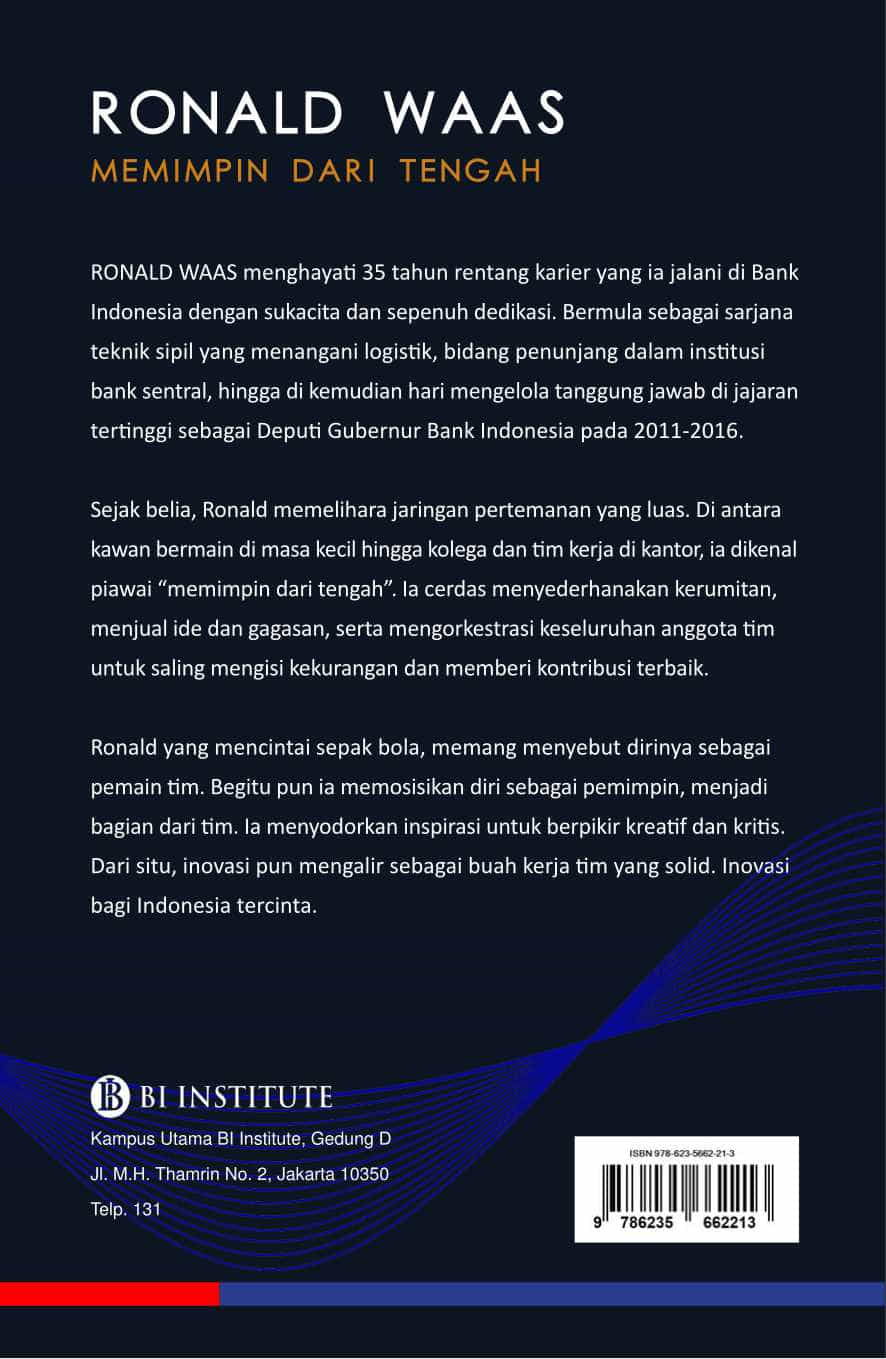 RONALD WAAS
MEMIMPIN DARI TENGAH
RONALD WAAS menghayati 35 tahun rentang karier yang ia jalani di Bank
Indonesia dengan sukacita dan sepenuh dedikasi. Bermula sebagai sarjana
teknik sipil yang menangani logistik, bidang penunjang dalam institusi
bank sentral, hingga di kemudian hari mengelola tanggung jawab di jajaran
tertinggi sebagai Deputi Gubernur Bank Indonesia pada 2011-2016.
Sejak belia, Ronald memelihara jaringan pertemanan yang luas. Di antara
kawan bermain di masa kecil hingga kolega dan tim kerja di kantor, ia dikenal
piawai “memimpin dari tengah”. Ia cerdas menyederhanakan kerumitan,
menjual ide dan gagasan, serta mengorkestrasi keseluruhan anggota tim
untuk saling mengisi kekurangan dan memberi kontribusi terbaik.
Ronald yang mencintai sepak bola, memang menyebut dirinya sebagai
pemain tim. Begitu pun ia memosisikan diri sebagai pemimpin, menjadi
bagian dari tim. Ia menyodorkan inspirasi untuk berpikir kreatif dan kritis.
Dari situ, inovasi pun mengalir sebagai buah kerja tim yang solid. Inovasi
bagi Indonesia tercinta.
BI INSTITUTE
Kampus Utama BI Institute, Gedung D
Jl. M.H. Thamrin No. 2, Jakarta 10350
Telp. 131
ISBN 978-623-5662-21-3
9 786235 662213